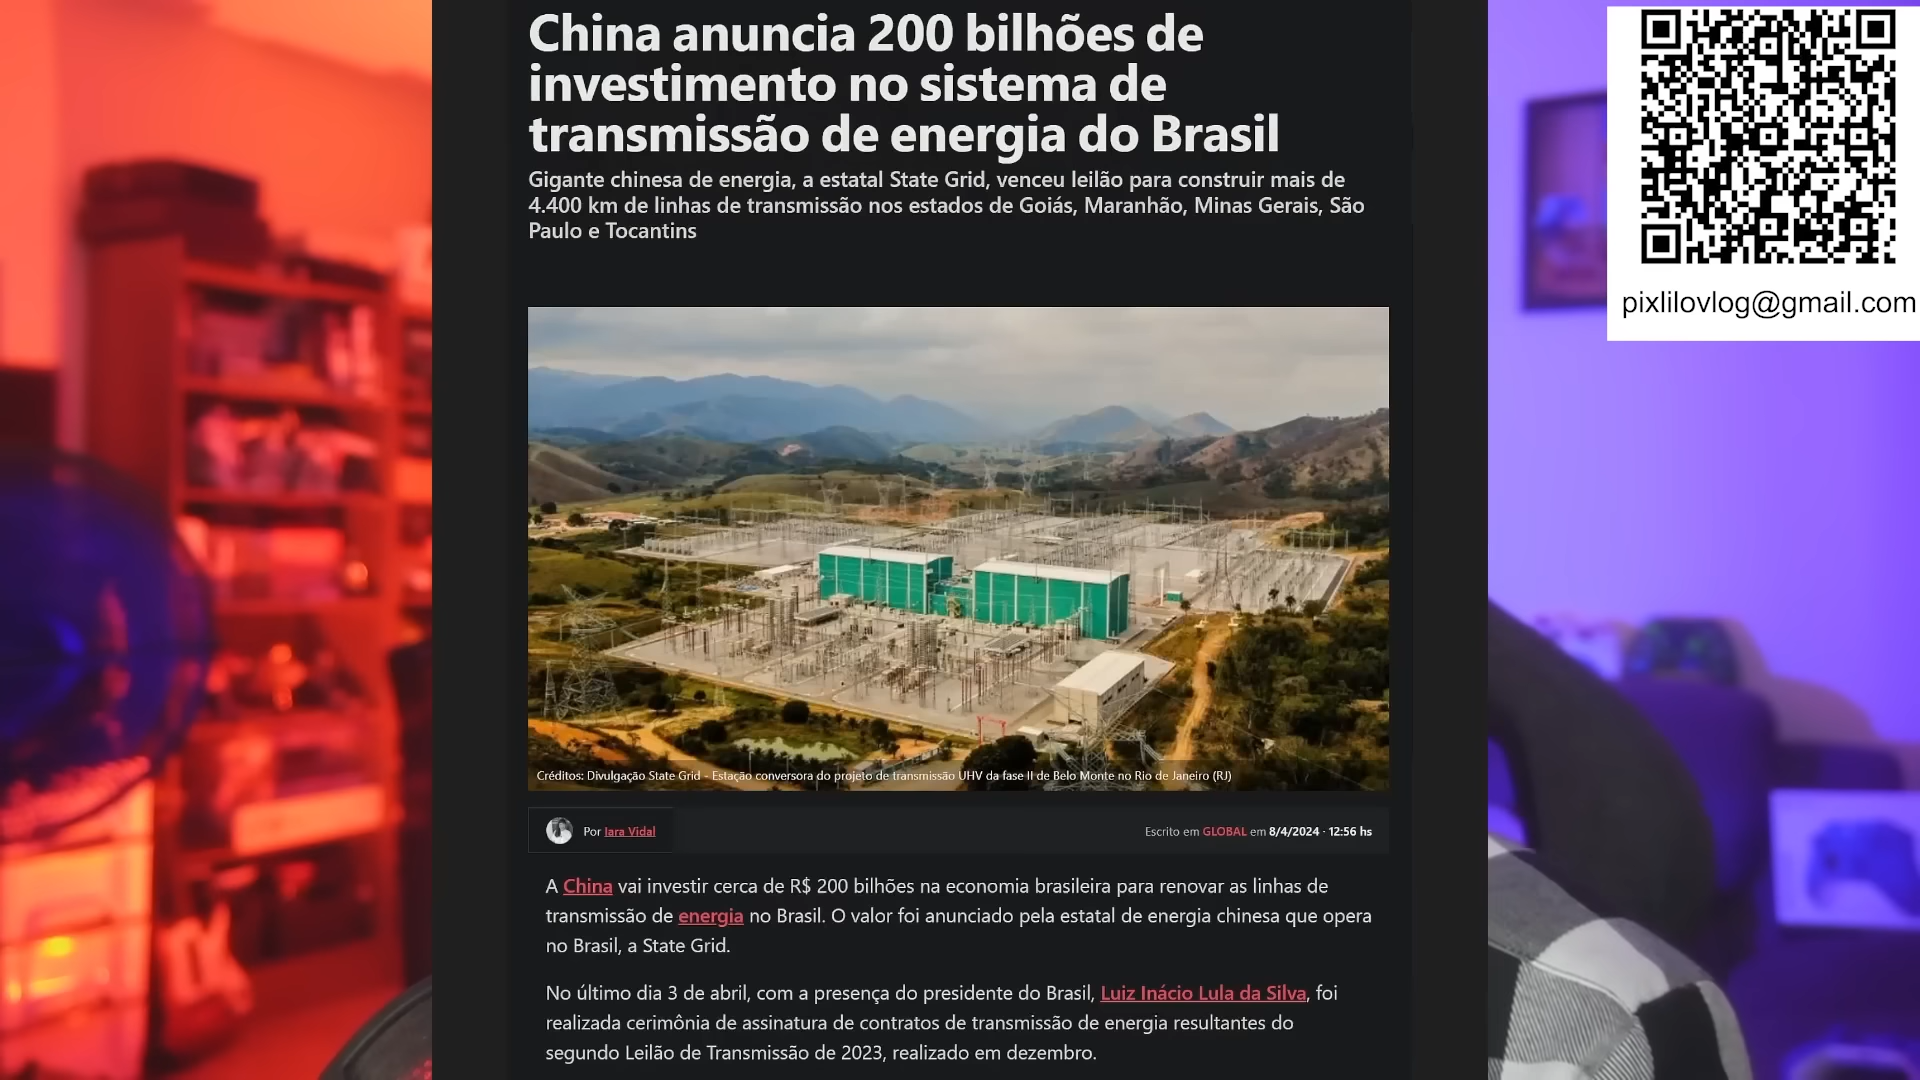 China anuncia 200 bilhões de
investimento no sistema de
transmissão de energia do Brasil
Gigante chinesa de energia, a estatal State Grid, venceu leilão para construir mais de
4.400 km de linhas de transmissão nos estados de Goiás, Maranhão, Minas Gerais, São
Paulo e Tocantins
pixlilovlog@gmail.com
Créditos: Divulgação State Grid - Estação conversora do projeto de transmissão UHV da fase II de Belo Monte no Rio de Janeiro (RJ)
Por Iara Vidal
Escrito em GLOBAL em 8/4/2024 · 12:56 hs
A China vai investir cerca de R$ 200 bilhões na economia brasileira para renovar as linhas de
transmissão de energia no Brasil. O valor foi anunciado pela estatal de energia chinesa que opera
no Brasil, a State Grid.
No último dia 3 de abril, com a presença do presidente do Brasil, Luiz Inácio Lula da Silva, foi
realizada cerimônia de assinatura de contratos de transmissão de energia resultantes do
segundo Leilão de Transmissão de 2023, realizado em dezembro.